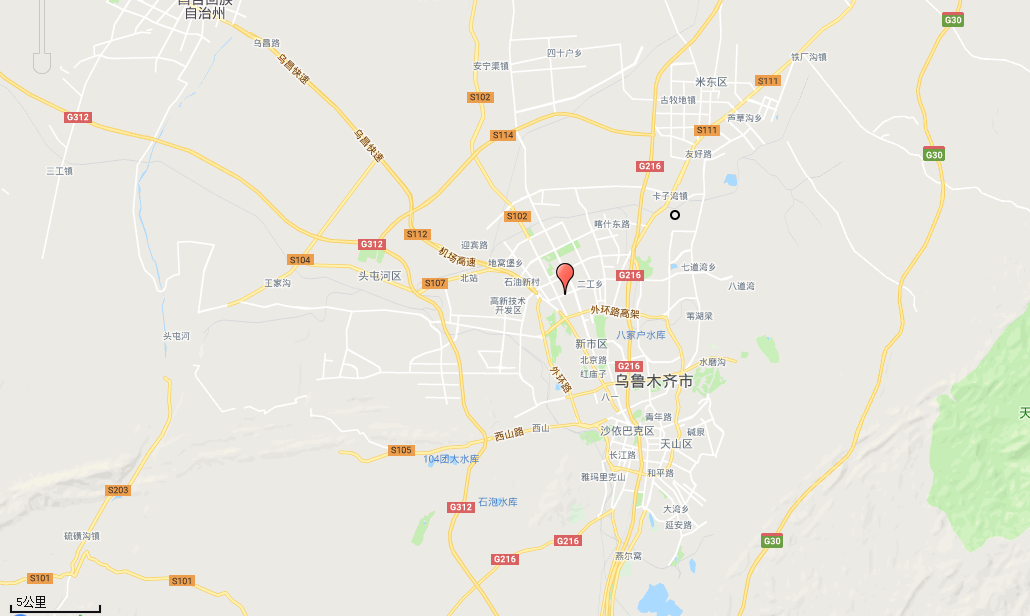 昌吉回族
自治州
G30
乌昌路
四十户乡
铁厂沟镇
乌昌快速
安宁渠镇
米东区
S111
S102
古牧地镇
G312
芦草沟乡
S114
S111
乌昌快速
友好路
G30
G216
三工镇
卡子湾镇
S102
喀什东路
S112
G312
迎宾路
机场高速
S104
地窝堡乡
七道湾乡
头屯河区
北站
G216
王家沟
S107
石油新村
二工乡
八道湾
高新技术
开发区
外环路高架
苇湖梁
头屯河
八家户水库
新市区
北京路
水磨沟
G216
红庙子
外环路
乌鲁木齐市
八一
青年路
天
西山路
西山
沙依巴克区
碱泉
天山区
S105
104团大水库
长江路
雅玛里克山
和平路
S203
石泡水库
G312
大湾乡
延安路
硫磺沟镇
G216
G30
G216
燕尔窝
S101
S101
5公里